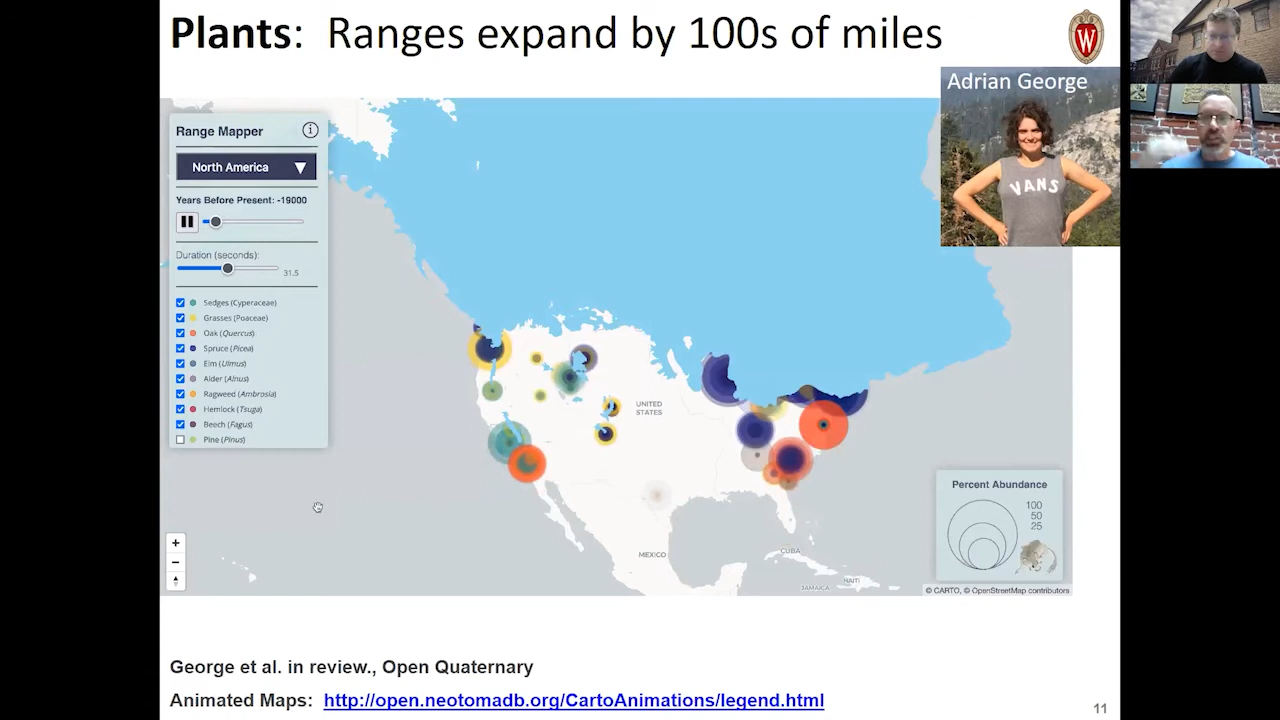 Plants: Ranges expand by 100s of miles
W
Adrian George
VANS
Range Mapper
i
North America
Years Before Present: -19000
Duration (seconds):
31.5
Sedges (Cyperaceae)
Grasses (Poaceae)
Oak (Quercus)
Spruce (Picea)
Elm (Ulmus)
Alder (Alnus)
Ragweed (Ambrosia)
Hemlock (Tsuga)
Beech (Fagus)
Pine (Pinus)
UNITED
STATES
MEXICO
CUBA
HAITI
JAMAICA
Percent Abundance
100
50
25
+
−
© CARTO, © OpenStreetMap contributors
George et al. in review., Open Quaternary
Animated Maps: http://open.neotomadb.org/CartoAnimations/legend.html
11